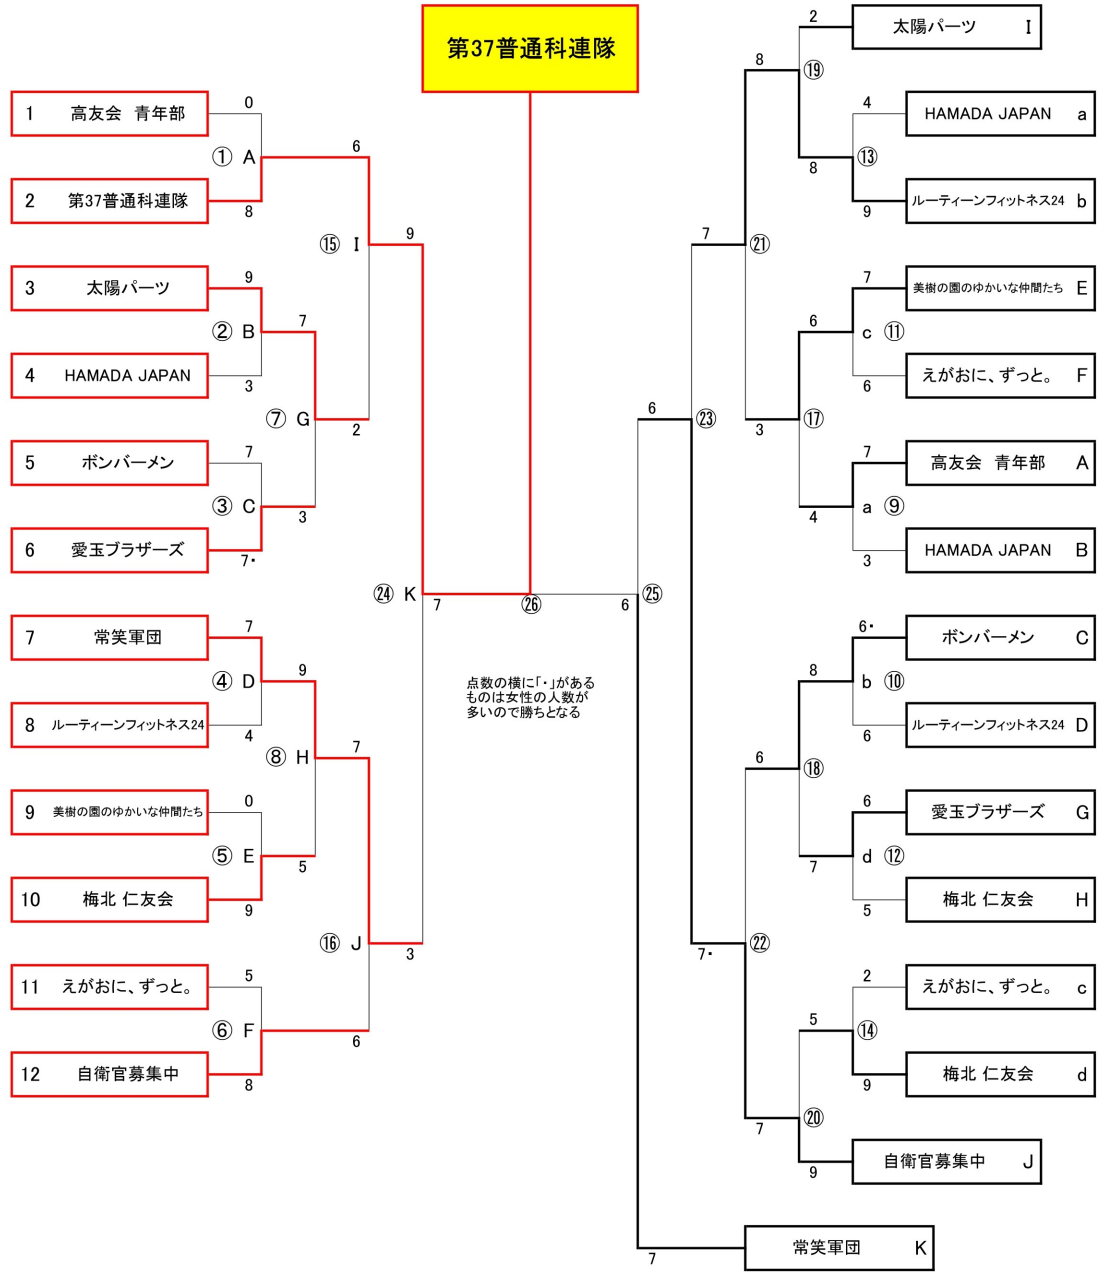 第37普通科連隊
1 高友会 青年部 0
① A 6
2 第37普通科連隊 8
⑮ I 9
3 太陽パーツ 9
② B 7
4 HAMADA JAPAN 3
⑦ G 2
5 ボンバーメン 7
③ C 3
6 愛玉ブラザーズ 7・
㉔ K 7
7 常笑軍団 7
④ D 9
8 ルーティーンフィットネス24 4
⑧ H 7
9 美樹の園のゆかいな仲間たち 0
⑤ E 5
10 梅北 仁友会 9
⑯ J 3
11 えがおに、ずっと。 5
⑥ F 6
12 自衛官募集中 8
㉖
点数の横に「・」がある
ものは女性の人数が
多いので勝ちとなる
2 太陽パーツ I
8 ⑲
4 HAMADA JAPAN a
8 ⑬
9 ルーティーンフィットネス24 b
7 ㉑
7 美樹の園のゆかいな仲間たち E
6 c ⑪
6 えがおに、ずっと。 F
6 ㉓
3 ⑰
7 高友会 青年部 A
4 a ⑨
3 HAMADA JAPAN B
6 ㉕
6・ ボンバーメン C
8 b ⑩
6 ルーティーンフィットネス24 D
6 ⑱
6 愛玉ブラザーズ G
7 d ⑫
5 梅北 仁友会 H
7・ ㉒
2 えがおに、ずっと。 c
5 ⑭
9 梅北 仁友会 d
7 ⑳
9 自衛官募集中 J
7 常笑軍団 K